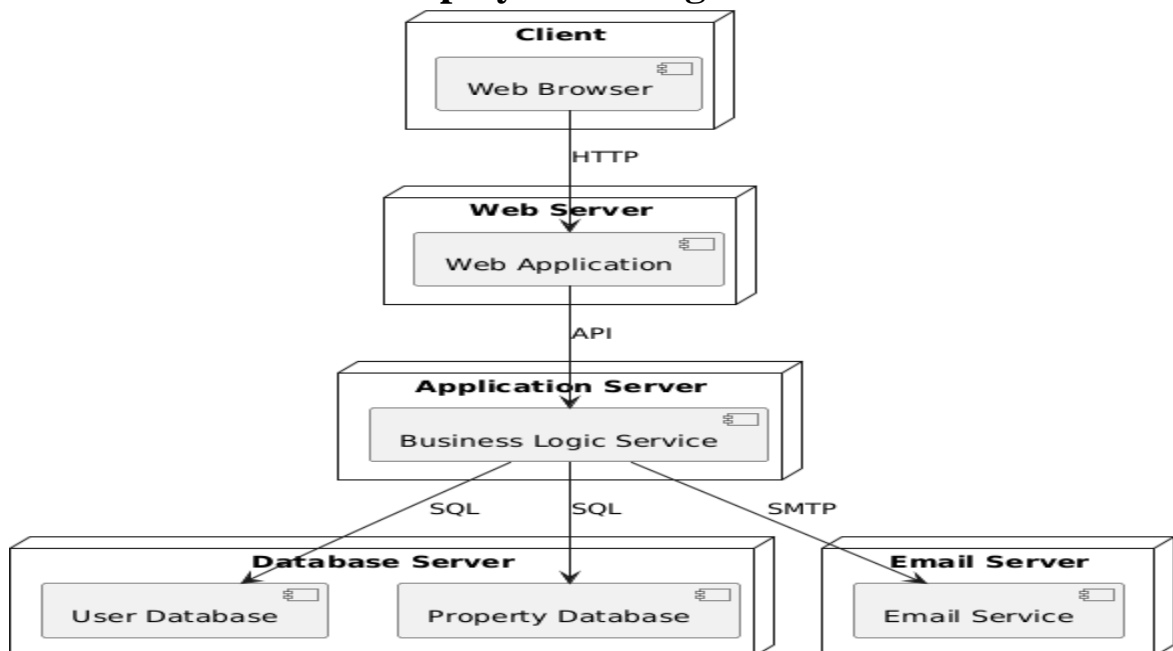 Client
Web Browser
HTTP
Web Server
Web Application
API
Application Server
Business Logic Service
SQL SQL SMTP
Database Server Email Server
User Database Property Database Email Service